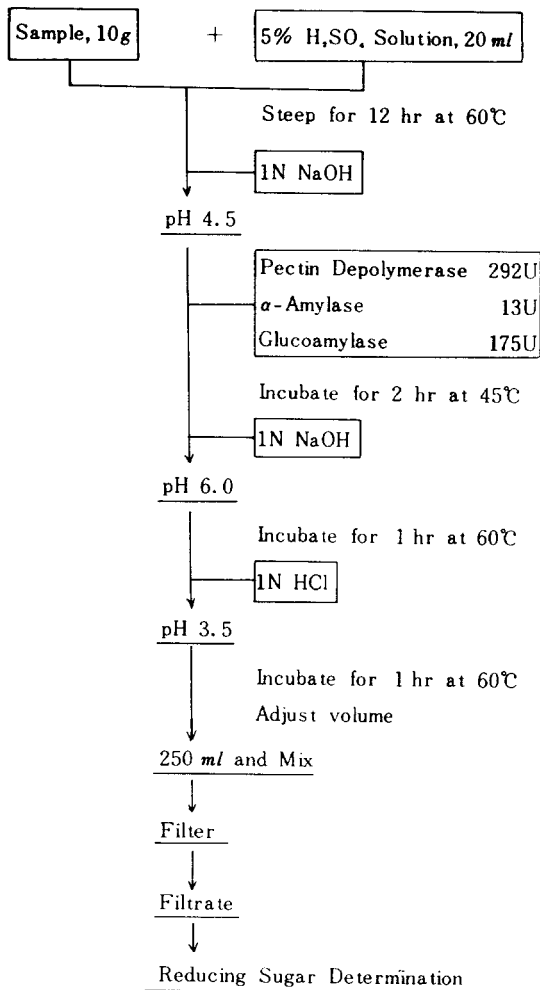 Sample, 10g + 5% H₂SO₄ Solution, 20 ml
Steep for 12 hr at 60℃
1N NaOH
pH 4.5
Pectin Depolymerase 292U
α-Amylase 13U
Glucoamylase 175U
Incubate for 2 hr at 45℃
1N NaOH
pH 6.0
Incubate for 1 hr at 60℃
1N HCl
pH 3.5
Incubate for 1 hr at 60℃
Adjust volume
250 ml and Mix
Filter
Filtrate
Reducing Sugar Determination